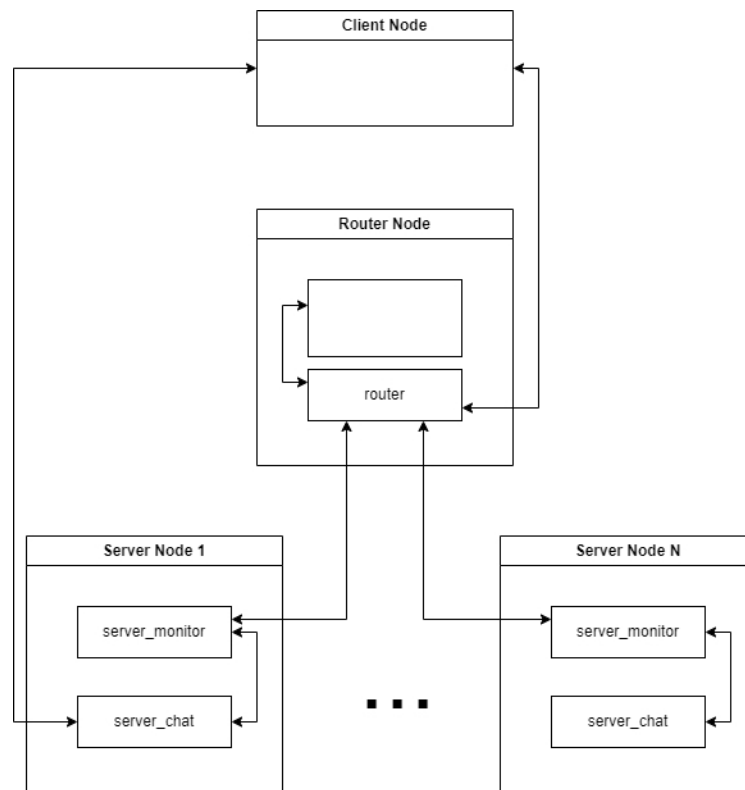 Client Node
Router Node
router
Server Node 1
Server Node N
server_monitor
server_monitor
server_chat
server_chat